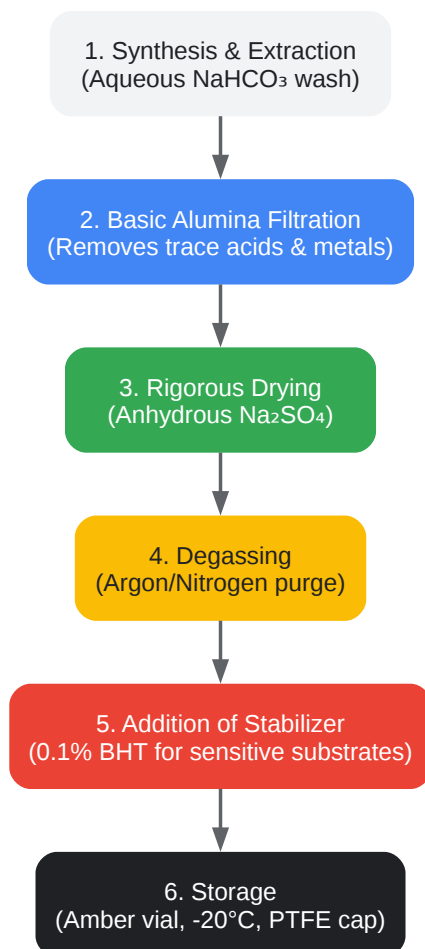 1. Synthesis & Extraction
(Aqueous NaHCO₃ wash)
2. Basic Alumina Filtration
(Removes trace acids & metals)
3. Rigorous Drying
(Anhydrous Na₂SO₄)
4. Degassing
(Argon/Nitrogen purge)
5. Addition of Stabilizer
(0.1% BHT for sensitive substrates)
6. Storage
(Amber vial, -20°C, PTFE cap)